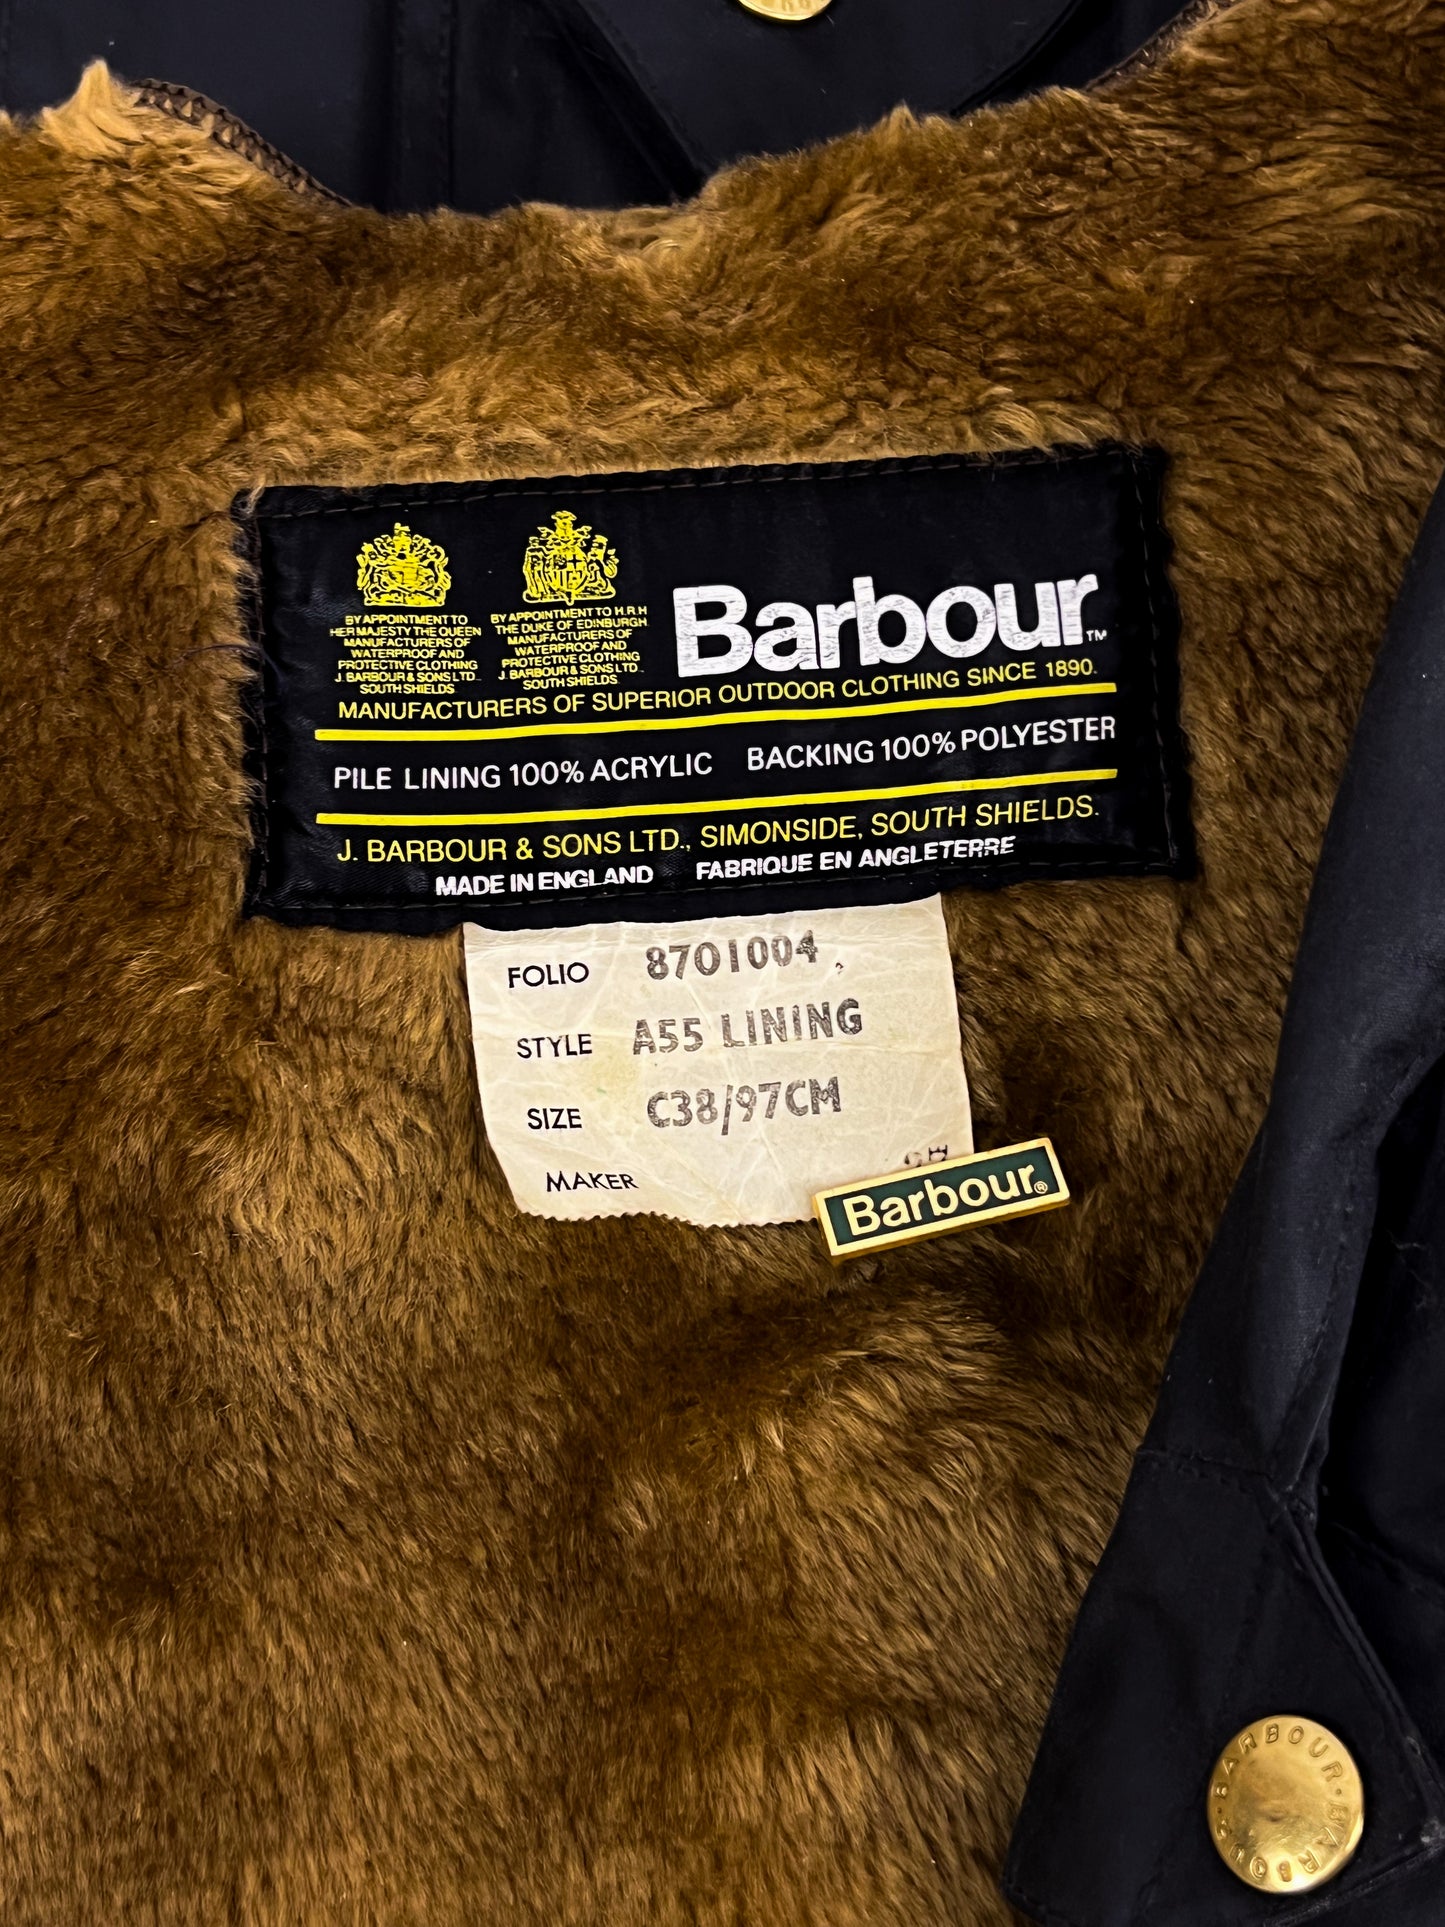 BY APPOINTMENT TO
HER MAJESTY THE QUEEN
MANUFACTURERS OF
WATERPROOF AND
PROTECTIVE CLOTHING
J. BARBOUR & SONS LTD.
SOUTH SHIELDS
BY APPOINTMENT TO H.R.H
THE DUKE OF EDINBURGH
MANUFACTURERS OF
WATERPROOF AND
PROTECTIVE CLOTHING
J. BARBOUR & SONS LTD.
SOUTH SHIELDS.
Barbour™
MANUFACTURERS OF SUPERIOR OUTDOOR CLOTHING SINCE 1890.
PILE LINING 100% ACRYLIC BACKING 100% POLYESTER
J. BARBOUR & SONS LTD., SIMONSIDE, SOUTH SHIELDS.
MADE IN ENGLAND FABRIQUE EN ANGLETERRE
FOLIO 8701004
STYLE A55 LINING
SIZE C38/97CM
MAKER
Barbour®
BARBOUR · BARBOUR ·